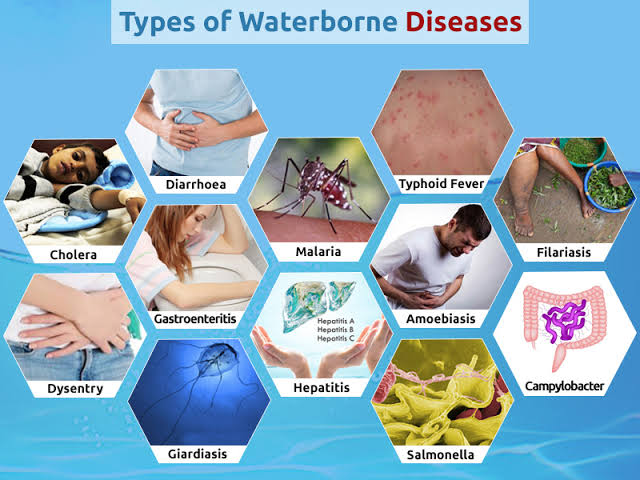 Types of Waterborne Diseases
Diarrhoea
Typhoid Fever
Cholera
Malaria
Filariasis
Gastroenteritis
Amoebiasis
Hepatitis A
Hepatitis B
Hepatitis C
Dysentry
Hepatitis
Campylobacter
Giardiasis
Salmonella